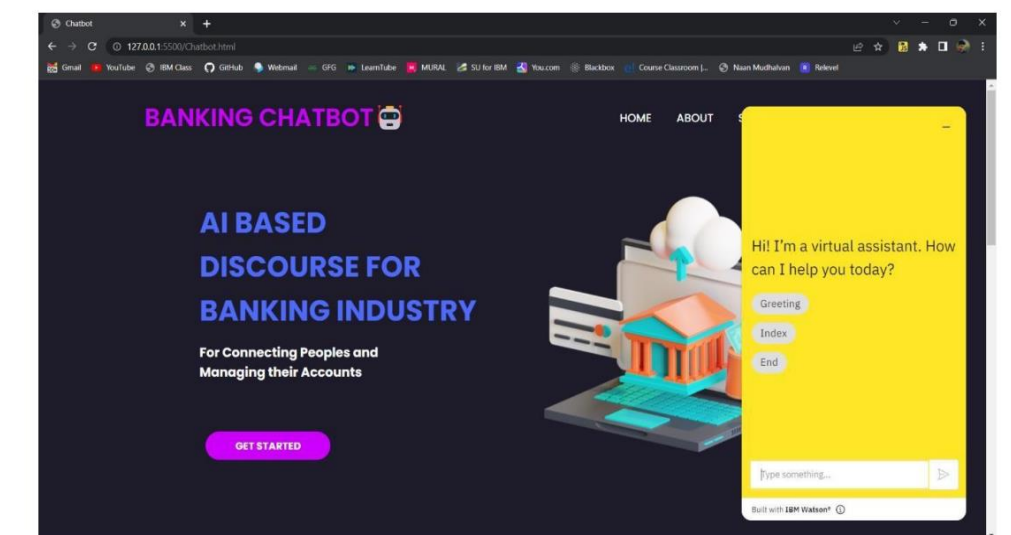 Chatbot
127.0.0.1:5500/Chatbot.html
Gmail YouTube IBM Class GitHub Webmail GFG LearnTube MURAL SU for IBM You.com Blackbox Course Classroom |... Naan Mudhalvan Relevel
BANKING CHATBOT
HOME ABOUT S
AI BASED
DISCOURSE FOR
BANKING INDUSTRY
For Connecting Peoples and
Managing their Accounts
GET STARTED
Hi! I'm a virtual assistant. How
can I help you today?
Greeting
Index
End
Type something...
Built with IBM Watson®